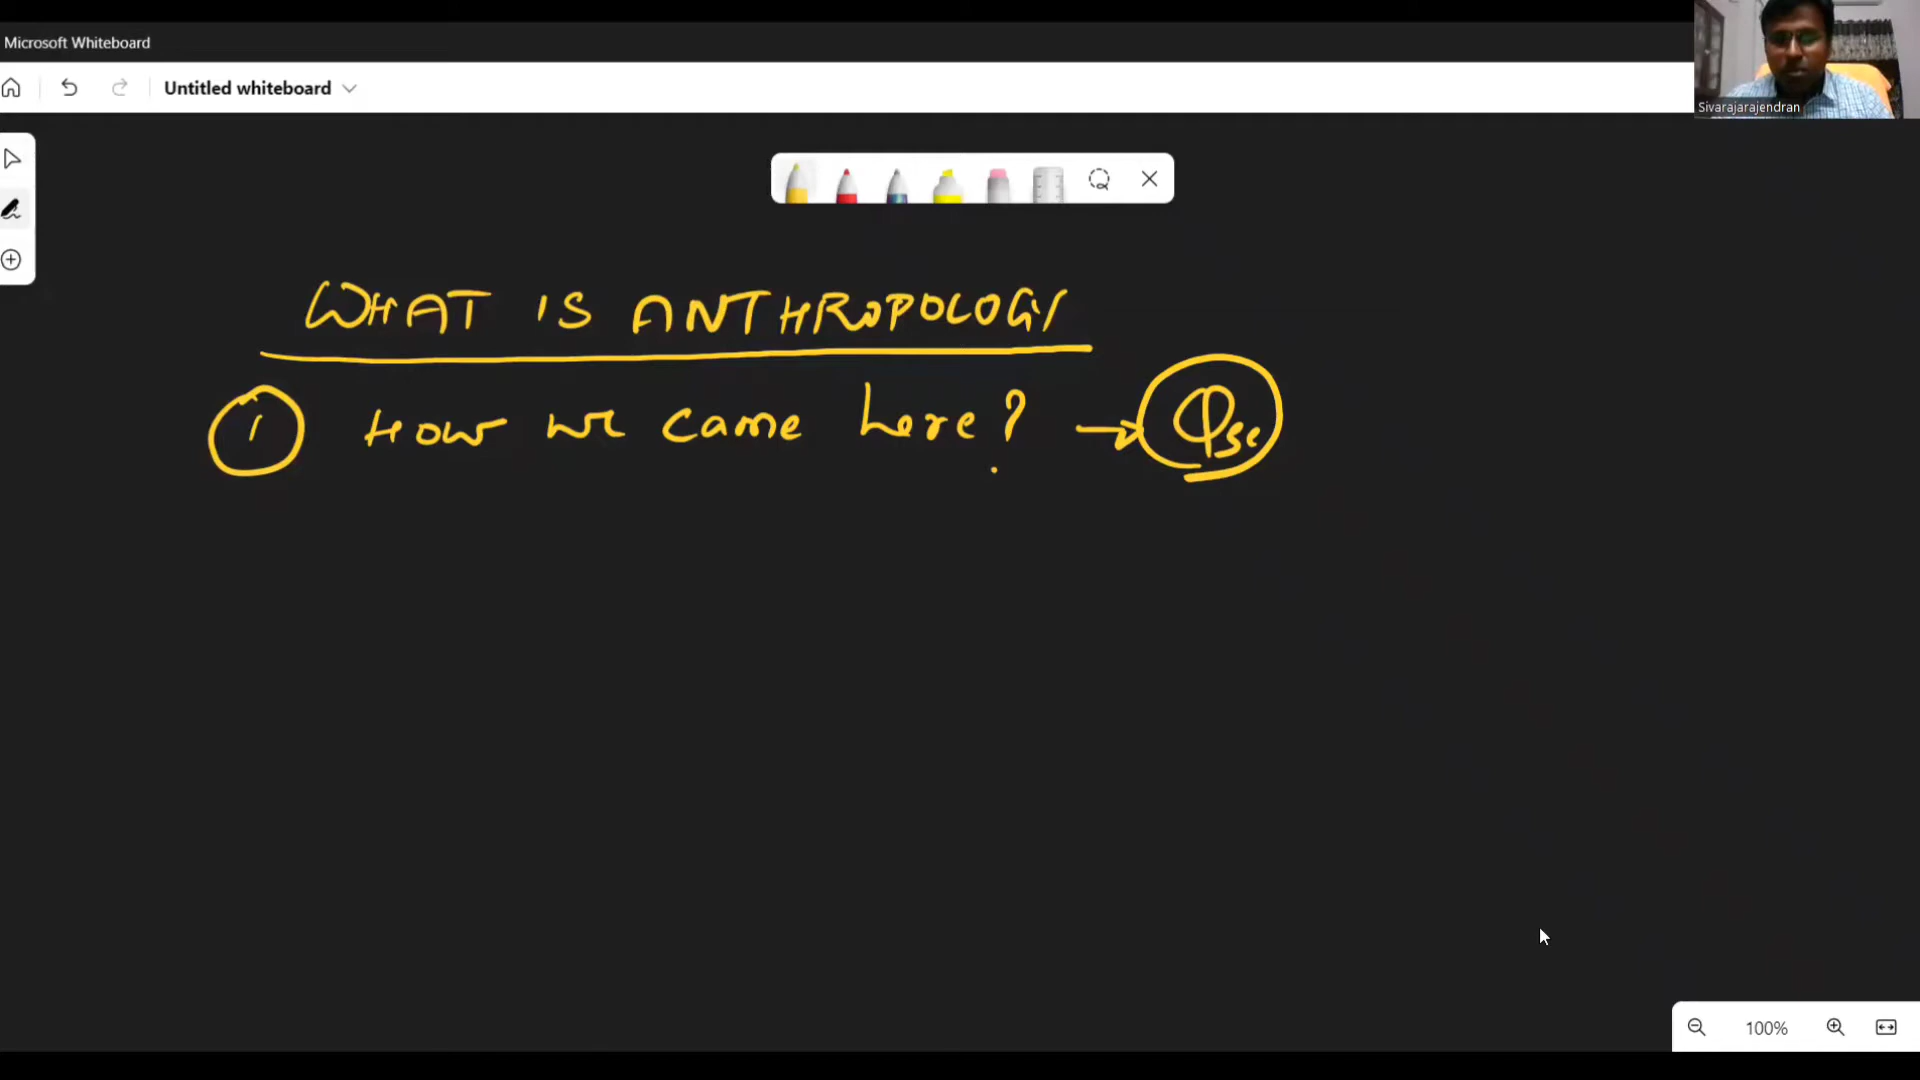 Microsoft Whiteboard
Untitled whiteboard
Sivarajarajendran
WHAT IS ANTHROPOLOGY
1 How we came here? →
100%